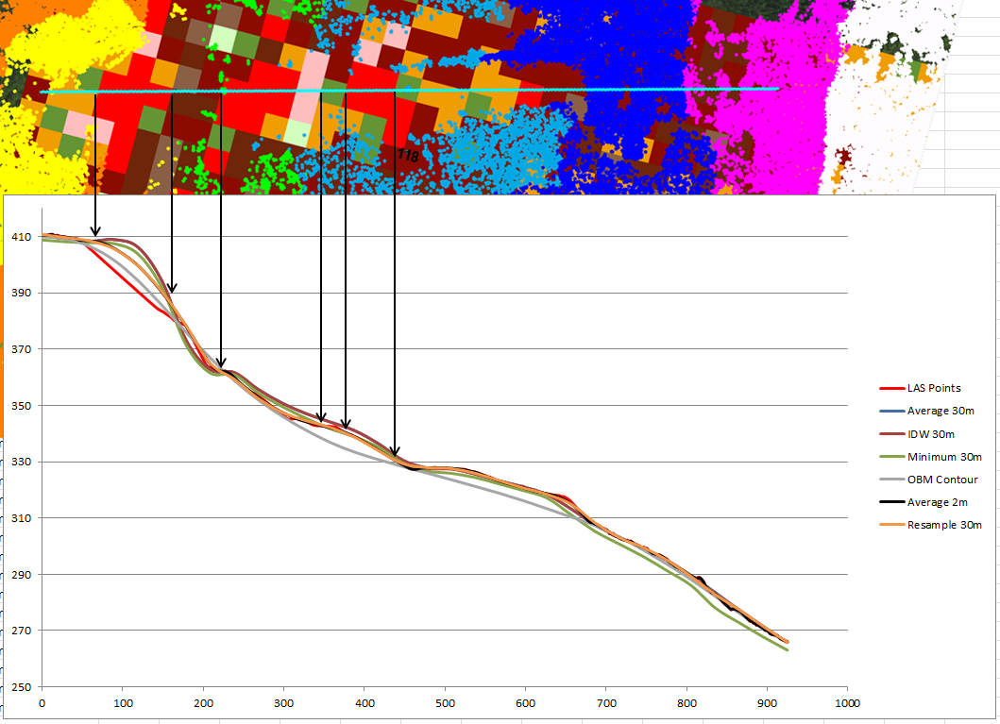 118
410
390
370
350
330
310
290
270
250
0 100 200 300 400 500 600 700 800 900 1000
LAS Points
Average 30m
IDW 30m
Minimum 30m
OBM Contour
Average 2m
Resample 30m